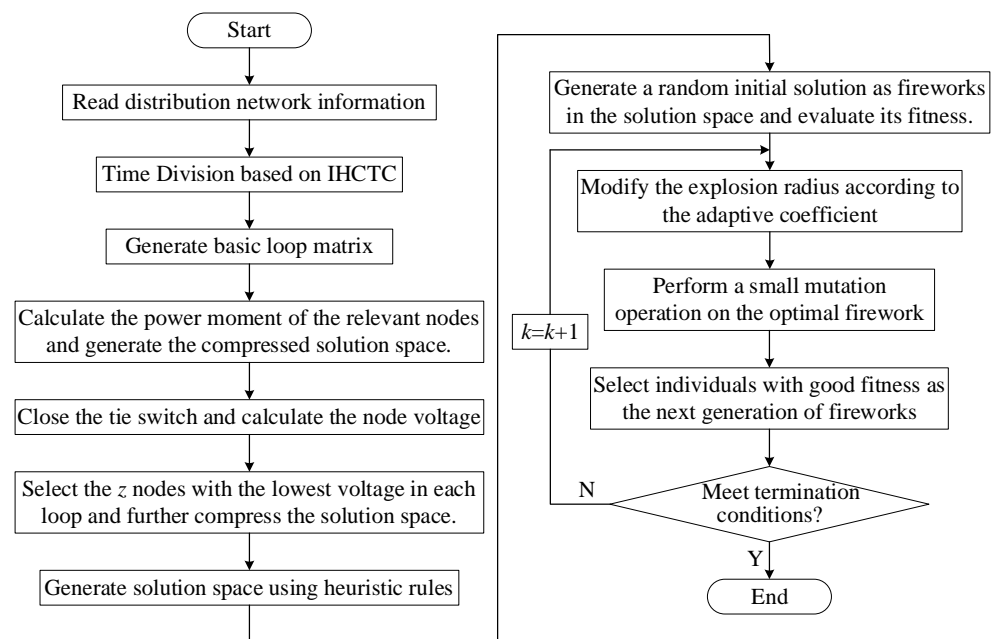 Start
Read distribution network information
Time Division based on IHCTC
Generate basic loop matrix
Calculate the power moment of the relevant nodes
and generate the compressed solution space.
Close the tie switch and calculate the node voltage
Select the z nodes with the lowest voltage in each
loop and further compress the solution space.
Generate solution space using heuristic rules
Generate a random initial solution as fireworks
in the solution space and evaluate its fitness.
Modify the explosion radius according to
the adaptive coefficient
Perform a small mutation
operation on the optimal firework
k=k+1
Select individuals with good fitness as
the next generation of fireworks
N
Meet termination
conditions?
Y
End